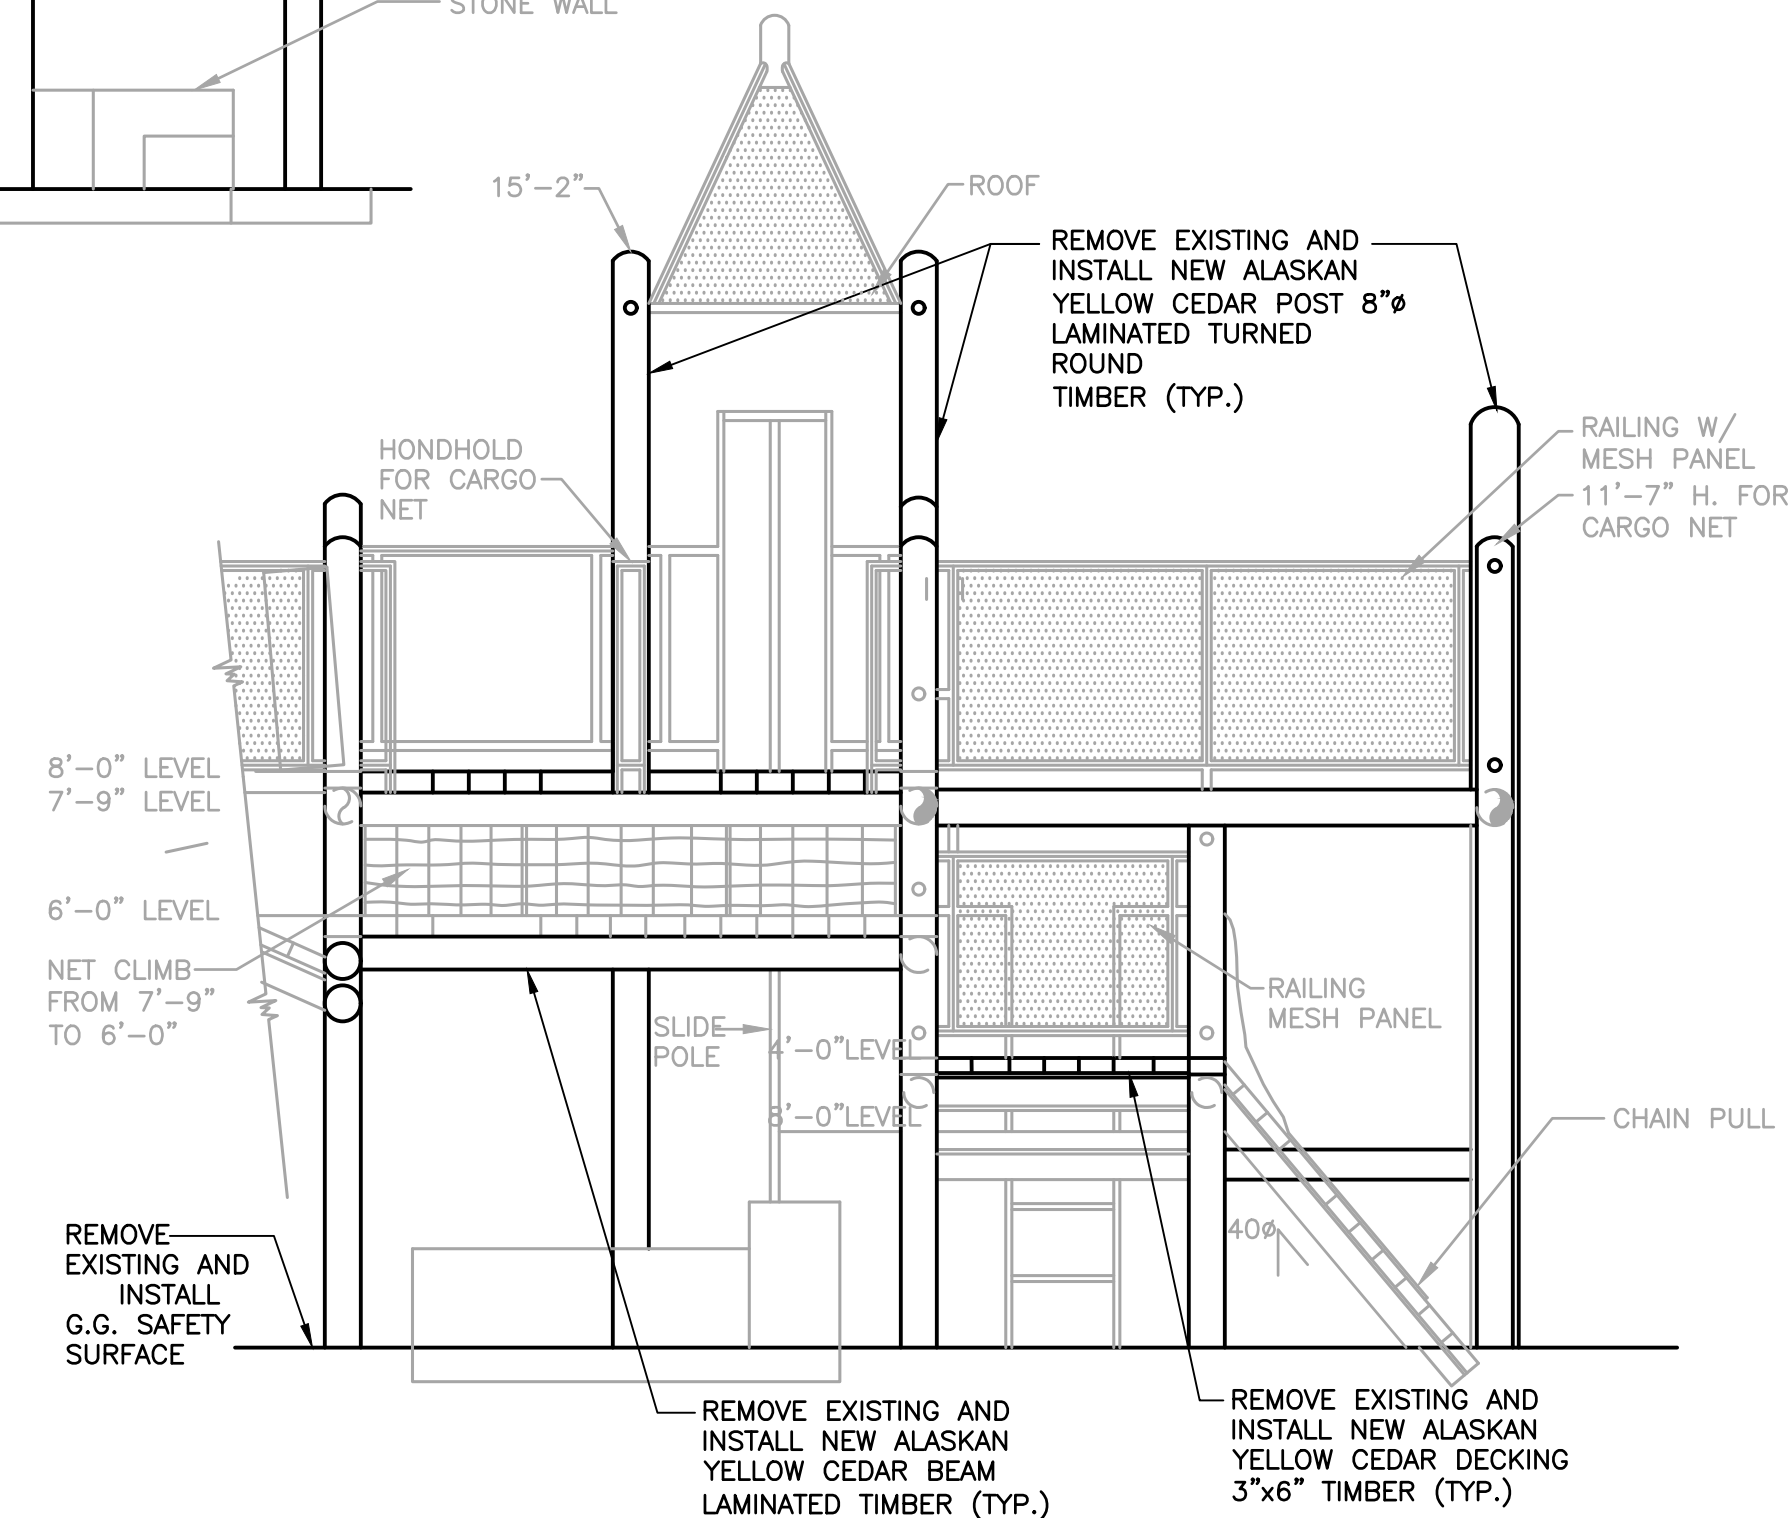 STONE WALL
15'-2"
ROOF
REMOVE EXISTING AND
INSTALL NEW ALASKAN
YELLOW CEDAR POST 8"ø
LAMINATED TURNED
ROUND
TIMBER (TYP.)
HONDHOLD
FOR CARGO
NET
RAILING W/
MESH PANEL
11'-7" H. FOR
CARGO NET
8'-0" LEVEL
7'-9" LEVEL
6'-0" LEVEL
NET CLIMB
FROM 7'-9"
TO 6'-0"
SLIDE
POLE
4'-0"LEVEL
8'-0"LEVEL
RAILING
MESH PANEL
CHAIN PULL
40ø
REMOVE
EXISTING AND
INSTALL
G.G. SAFETY
SURFACE
REMOVE EXISTING AND
INSTALL NEW ALASKAN
YELLOW CEDAR BEAM
LAMINATED TIMBER (TYP.)
REMOVE EXISTING AND
INSTALL NEW ALASKAN
YELLOW CEDAR DECKING
3"x6" TIMBER (TYP.)